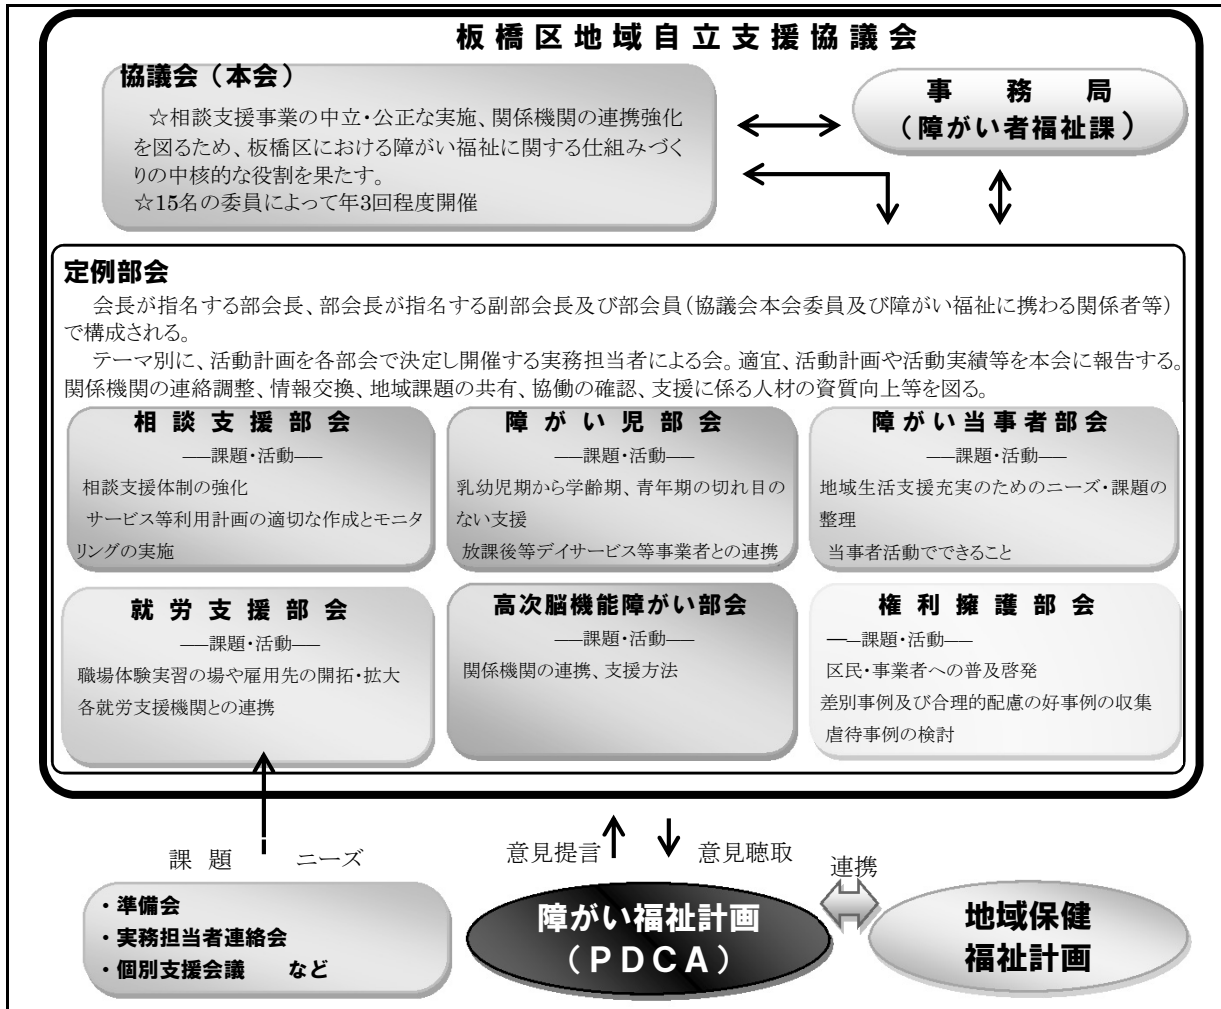 板橋区地域自立支援協議会
協議会（本会）
☆相談支援事業の中立・公正な実施、関係機関の連携強化
を図るため、板橋区における障がい福祉に関する仕組みづく
りの中核的な役割を果たす。
☆15名の委員によって年3回程度開催
事務局
（障がい者福祉課）
定例部会
会長が指名する部会長、部会長が指名する副部会長及び部会員（協議会本会委員及び障がい福祉に携わる関係者等）
で構成される。
テーマ別に、活動計画を各部会で決定し開催する実務担当者による会。適宜、活動計画や活動実績等を本会に報告する。
関係機関の連絡調整、情報交換、地域課題の共有、協働の確認、支援に係る人材の資質向上等を図る。
相談支援部会
―課題・活動―
相談支援体制の強化
サービス等利用計画の適切な作成とモニタ
リングの実施
障がい児部会
―課題・活動―
乳幼児期から学齢期、青年期の切れ目の
ない支援
放課後等デイサービス等事業者との連携
障がい当事者部会
―課題・活動―
地域生活支援充実のためのニーズ・課題の
整理
当事者活動でできること
就労支援部会
―課題・活動―
職場体験実習の場や雇用先の開拓・拡大
各就労支援機関との連携
高次脳機能障がい部会
―課題・活動―
関係機関の連携、支援方法
権利擁護部会
―課題・活動―
区民・事業者への普及啓発
差別事例及び合理的配慮の好事例の収集
虐待事例の検討
課題 ニーズ
・準備会
・実務担当者連絡会
・個別支援会議 など
意見提言
意見聴取
障がい福祉計画
（PDCA）
連携
地域保健
福祉計画